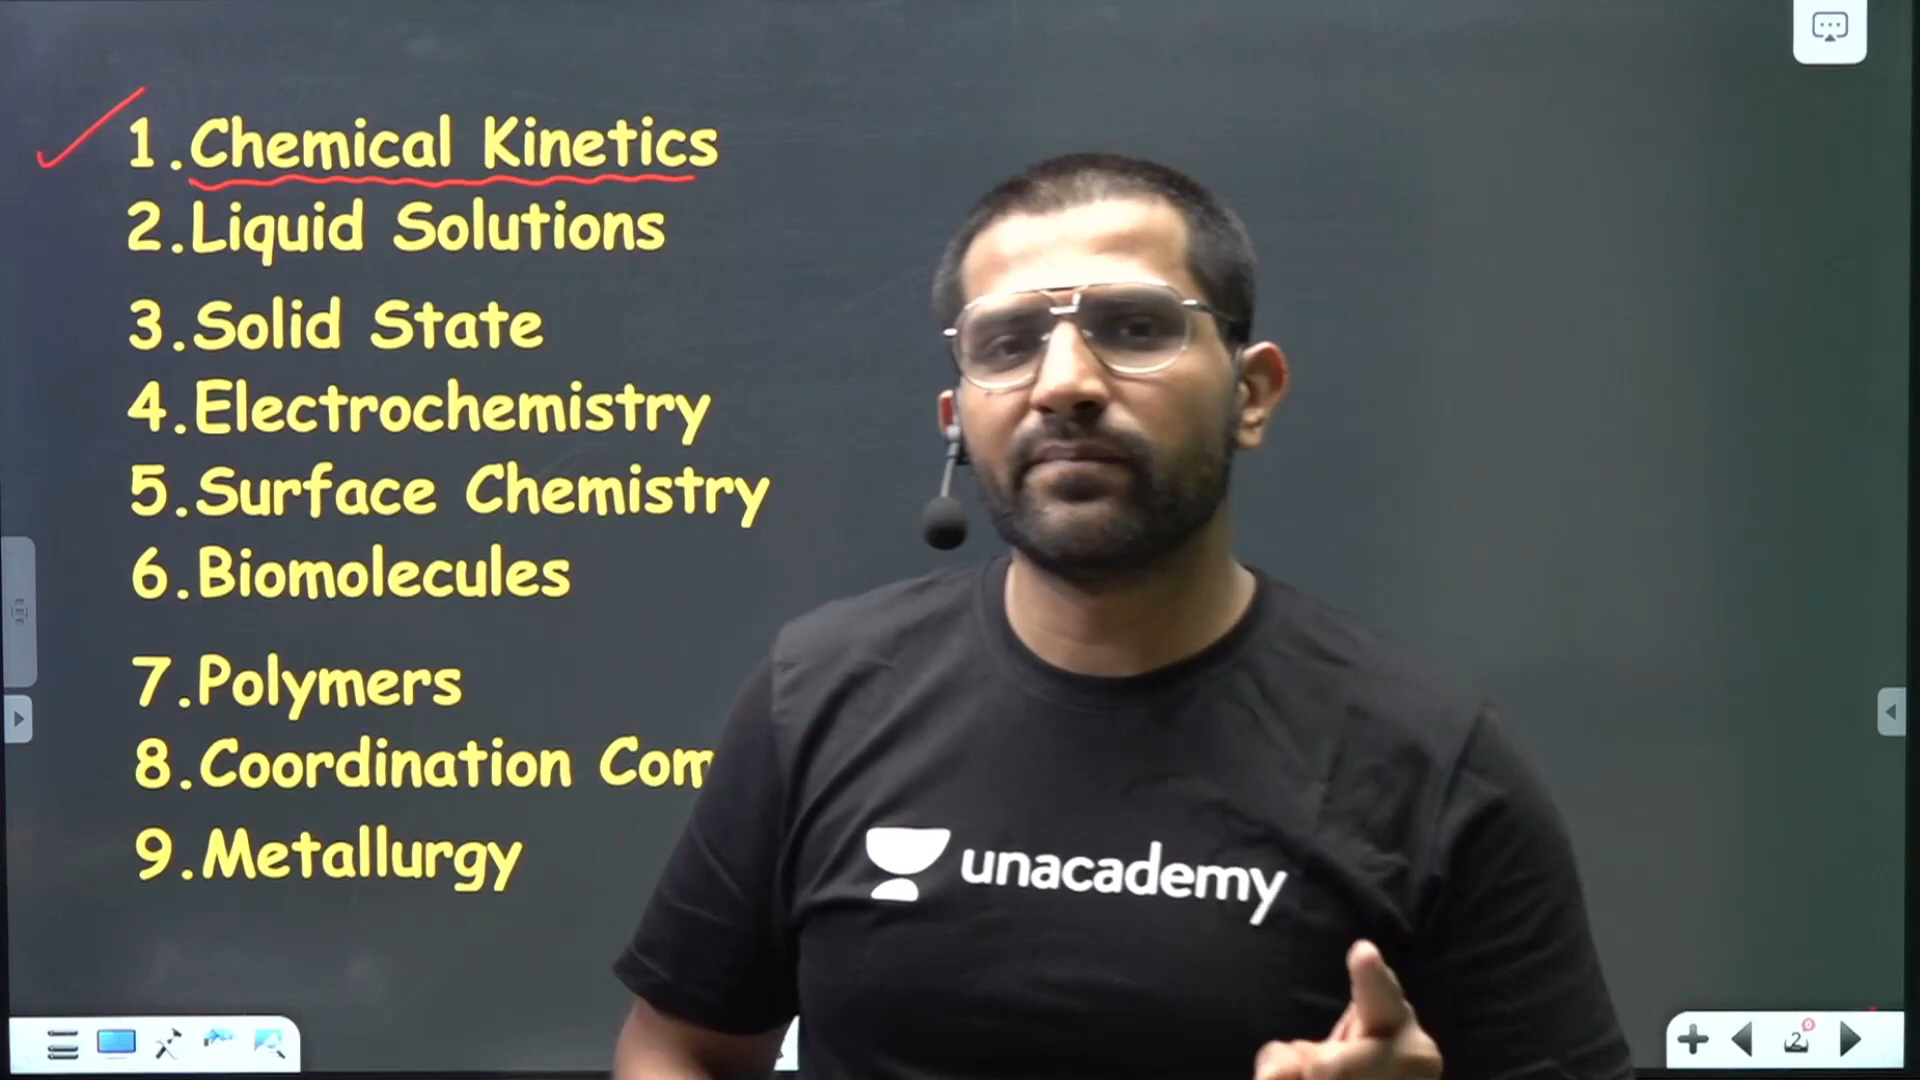 1.Chemical Kinetics
2.Liquid Solutions
3.Solid State
4.Electrochemistry
5.Surface Chemistry
6.Biomolecules
7.Polymers
8.Coordination Com
9.Metallurgy
unacademy
2